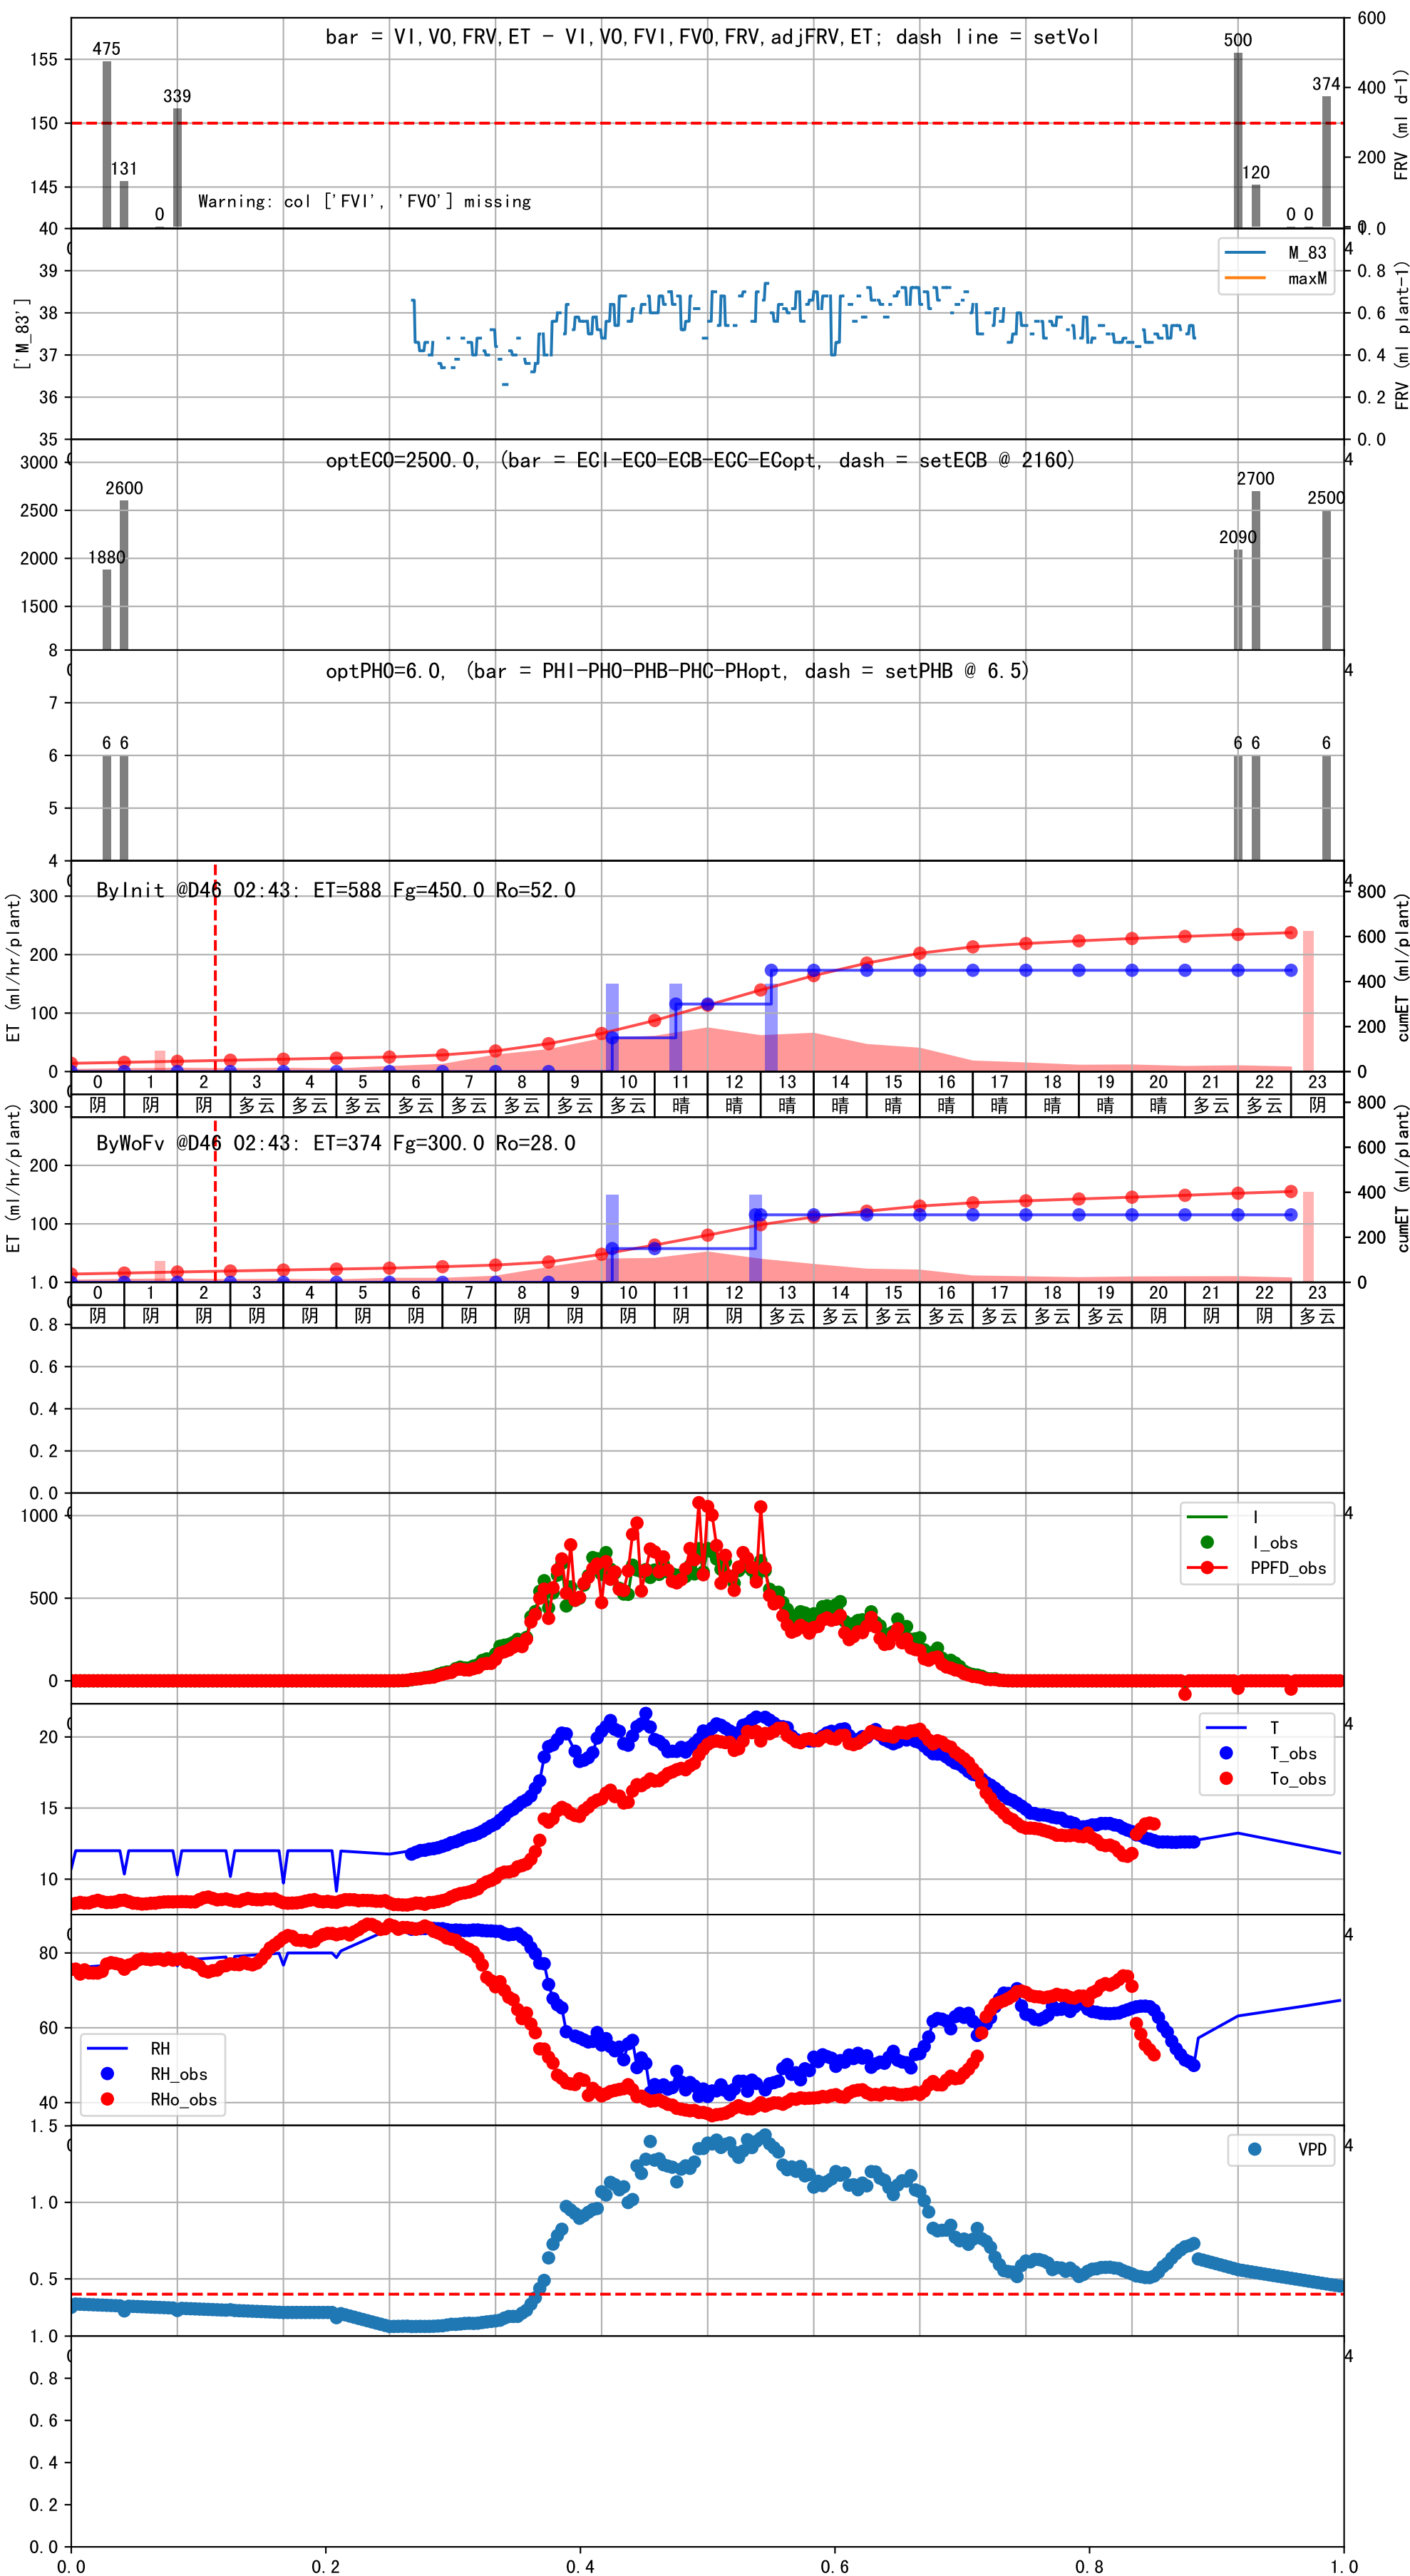 bar = VI,VO,FRV,ET - VI,VO,FVI,FVO,FRV,adjFRV,ET; dash line = setVol
475
131
0
339
500
120
0 0
374
Warning: col ['FVI', 'FVO'] missing
155
150
145
600
400
200
0
FRV (ml d-1)
40
39
38
37
36
35
['M_83']
M_83
maxM
1.0
0.8
0.6
0.4
0.2
0.0
FRV (ml plant-1)
optECO=2500.0, (bar = ECI-ECO-ECB-ECC-ECopt, dash = setECB @ 2160)
3000
2500
2000
1500
1880
2600
2090
2700
2500
optPHO=6.0, (bar = PHI-PHO-PHB-PHC-PHopt, dash = setPHB @ 6.5)
8
7
6
5
4
6 6
6 6
6
ByInit @D46 02:43: ET=588 Fg=450.0 Ro=52.0
300
200
100
0
ET (ml/hr/plant)
800
600
400
200
0
cumET (ml/plant)
0 1 2 3 4 5 6 7 8 9 10 11 12 13 14 15 16 17 18 19 20 21 22 23
阴 阴 阴 多云 多云 多云 多云 多云 多云 多云 多云 晴 晴 晴 晴 晴 晴 晴 晴 晴 晴 多云 多云 阴
ByWoFv @D46 02:43: ET=374 Fg=300.0 Ro=28.0
300
200
100
ET (ml/hr/plant)
800
600
400
200
0
cumET (ml/plant)
0 1 2 3 4 5 6 7 8 9 10 11 12 13 14 15 16 17 18 19 20 21 22 23
阴 阴 阴 阴 阴 阴 阴 阴 阴 阴 阴 阴 阴 多云 多云 多云 多云 多云 多云 多云 阴 阴 阴 多云
1.0
0.8
0.6
0.4
0.2
0.0
1000
500
0
I
I_obs
PPFD_obs
20
15
10
T
T_obs
To_obs
80
60
40
RH
RH_obs
RHo_obs
1.5
1.0
0.5
VPD
1.0
0.8
0.6
0.4
0.2
0.0
0.0 0.2 0.4 0.6 0.8 1.0